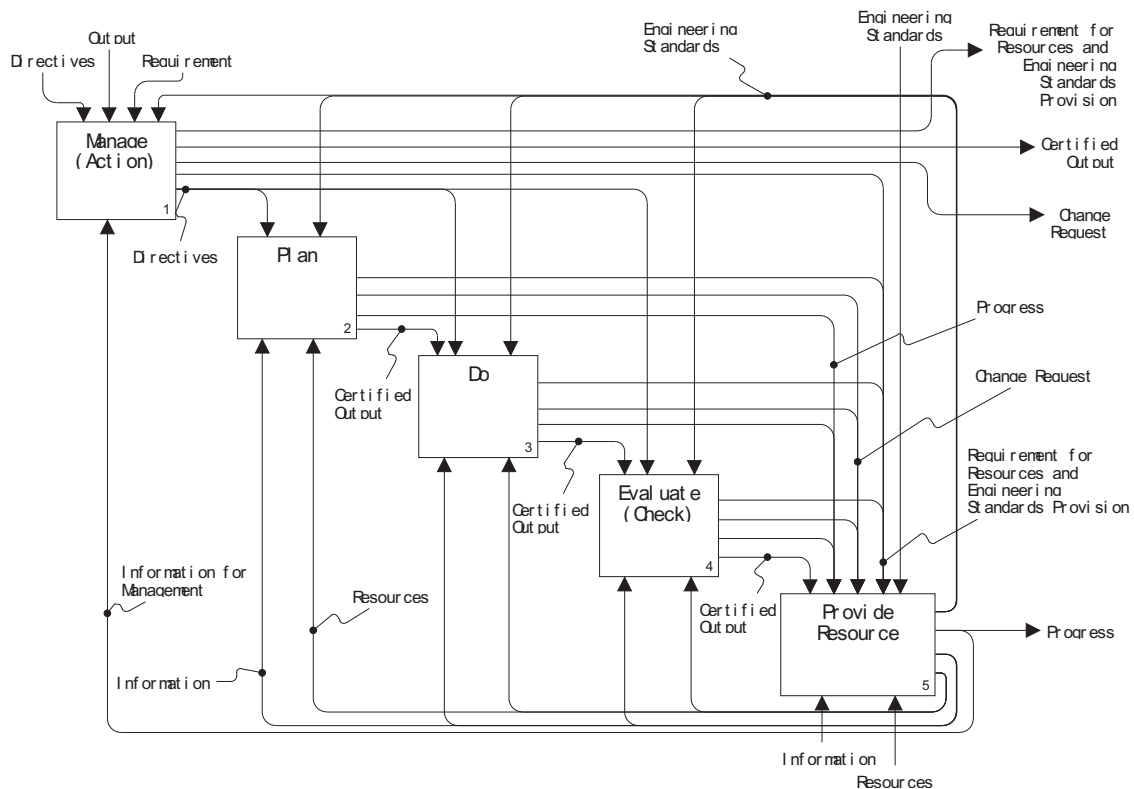 Output
Directives
Requirement
Engineering
Standards
Engineering
Standards
Requirement for
Resources and
Engineering
Standards
Provision
Manage
(Action)
1
Certified
Output
Change
Request
Directives
Plan
2
Progress
Certified
Output
Do
3
Change Request
Requirement for
Resources and
Engineering
Standards Provision
Certified
Output
Evaluate
(Check)
4
Information for
Management
Resources
Certified
Output
Provide
Resource
5
Progress
Information
Information
Resources